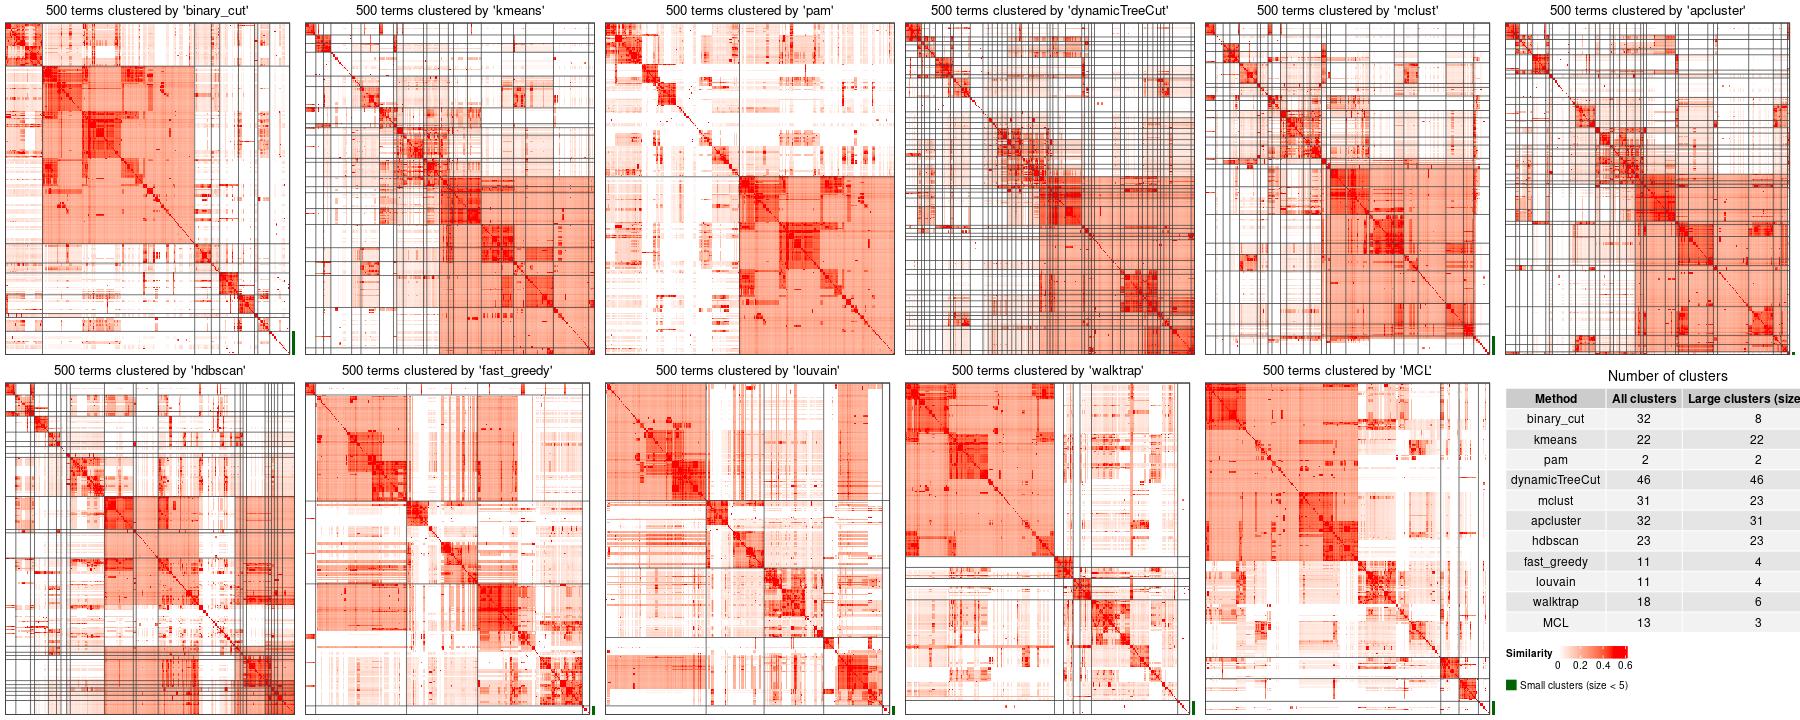 500 terms clustered by 'binary_cut'
500 terms clustered by 'kmeans'
500 terms clustered by 'pam'
500 terms clustered by 'dynamicTreeCut'
500 terms clustered by 'mclust'
500 terms clustered by 'apcluster'
500 terms clustered by 'hdbscan'
500 terms clustered by 'fast_greedy'
500 terms clustered by 'louvain'
500 terms clustered by 'walktrap'
500 terms clustered by 'MCL'
Number of clusters
Method All clusters Large clusters (size
binary_cut 32 8
kmeans 22 22
pam 2 2
dynamicTreeCut 46 46
mclust 31 23
apcluster 32 31
hdbscan 23 23
fast_greedy 11 4
louvain 11 4
walktrap 18 6
MCL 13 3
Similarity
0 0.2 0.4 0.6
Small clusters (size < 5)